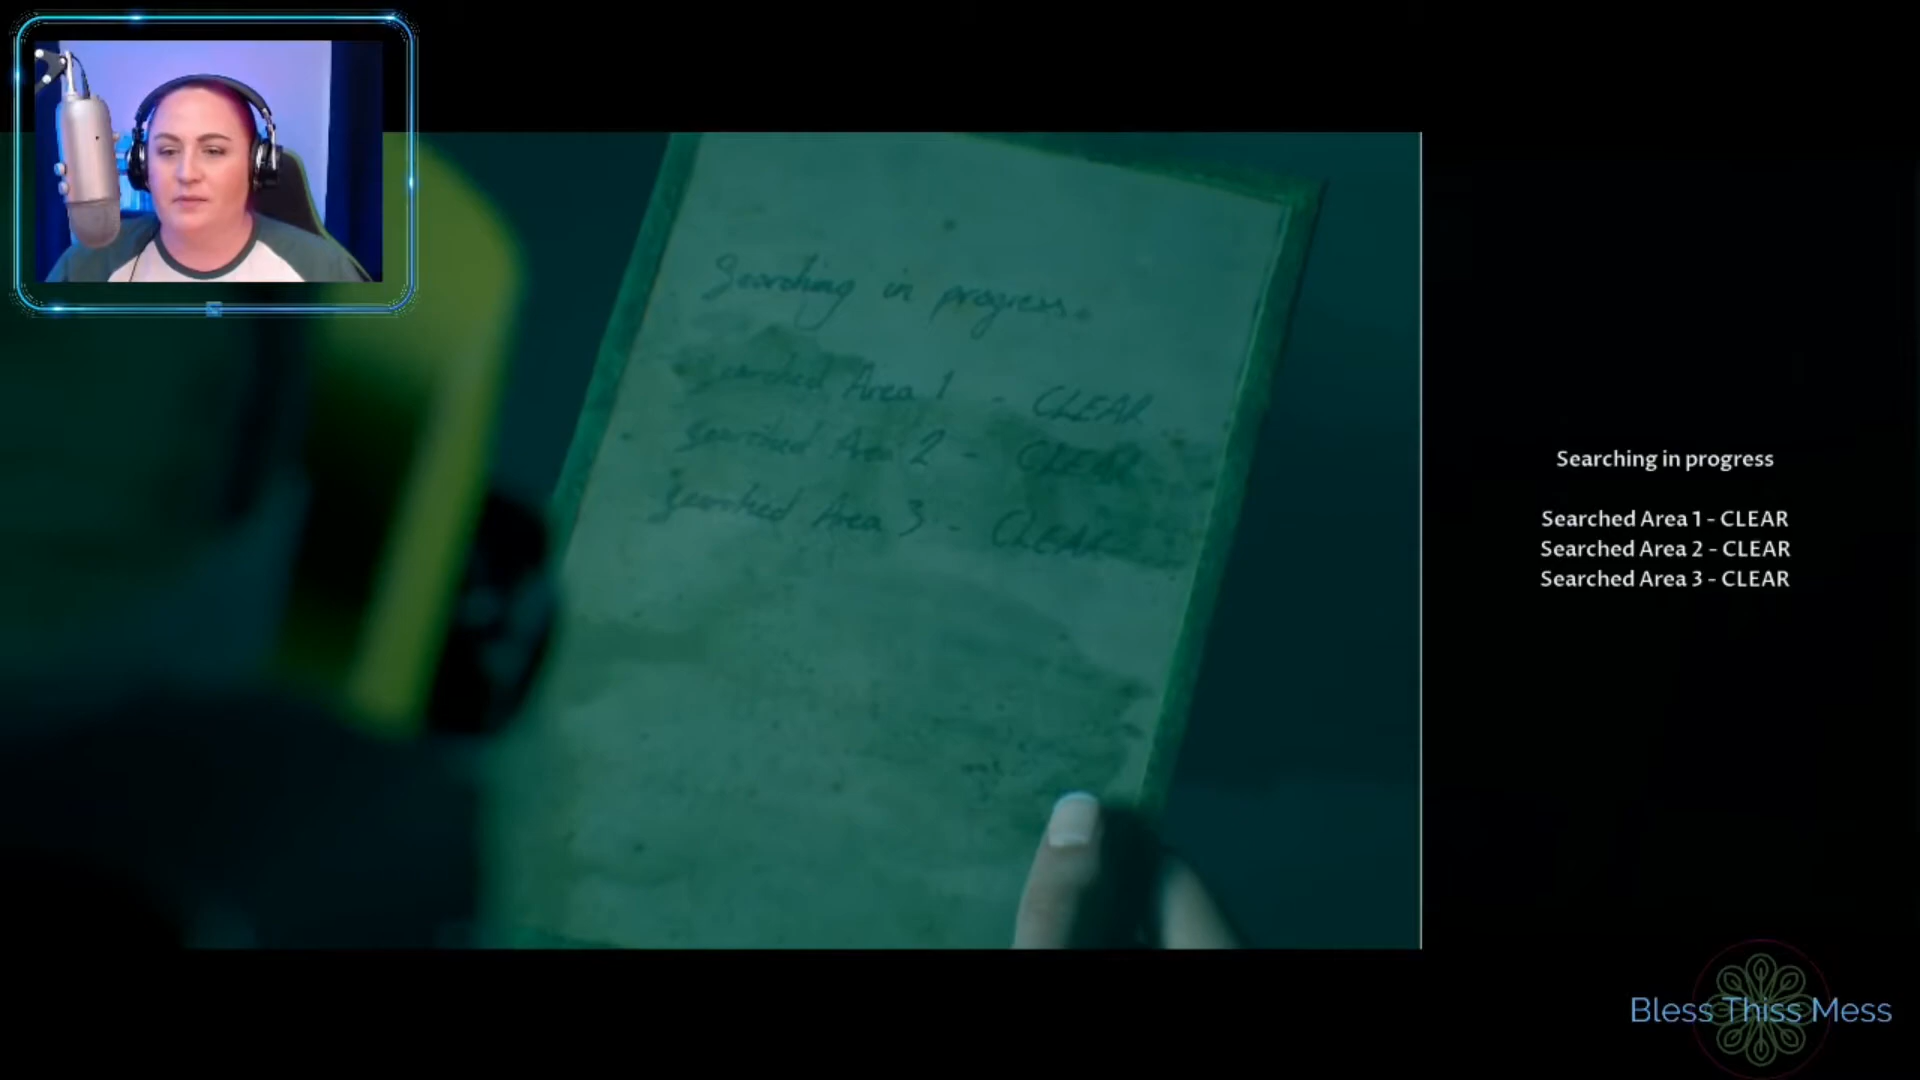 Searching in progress.
Searched Area 1 - CLEAR
Searched Area 2 - CLEAR
Searched Area 3 - CLEAR
Searching in progress
Searched Area 1 - CLEAR
Searched Area 2 - CLEAR
Searched Area 3 - CLEAR
Bless Thiss Mess